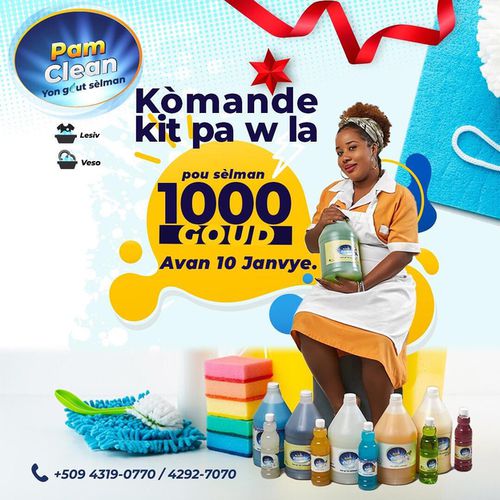 Pam
Clean
Yon gout sèlman
Lesiv
Veso
Kòmande
kit pa w la
pou sèlman
1000
GOUD
Avan 10 Janvye.
+509 4319-0770 / 4292-7070